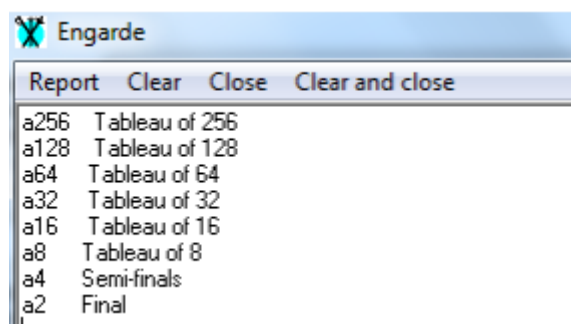 Engarde
Report Clear Close Clear and close
a256 Tableau of 256
a128 Tableau of 128
a64 Tableau of 64
a32 Tableau of 32
a16 Tableau of 16
a8 Tableau of 8
a4 Semi-finals
a2 Final